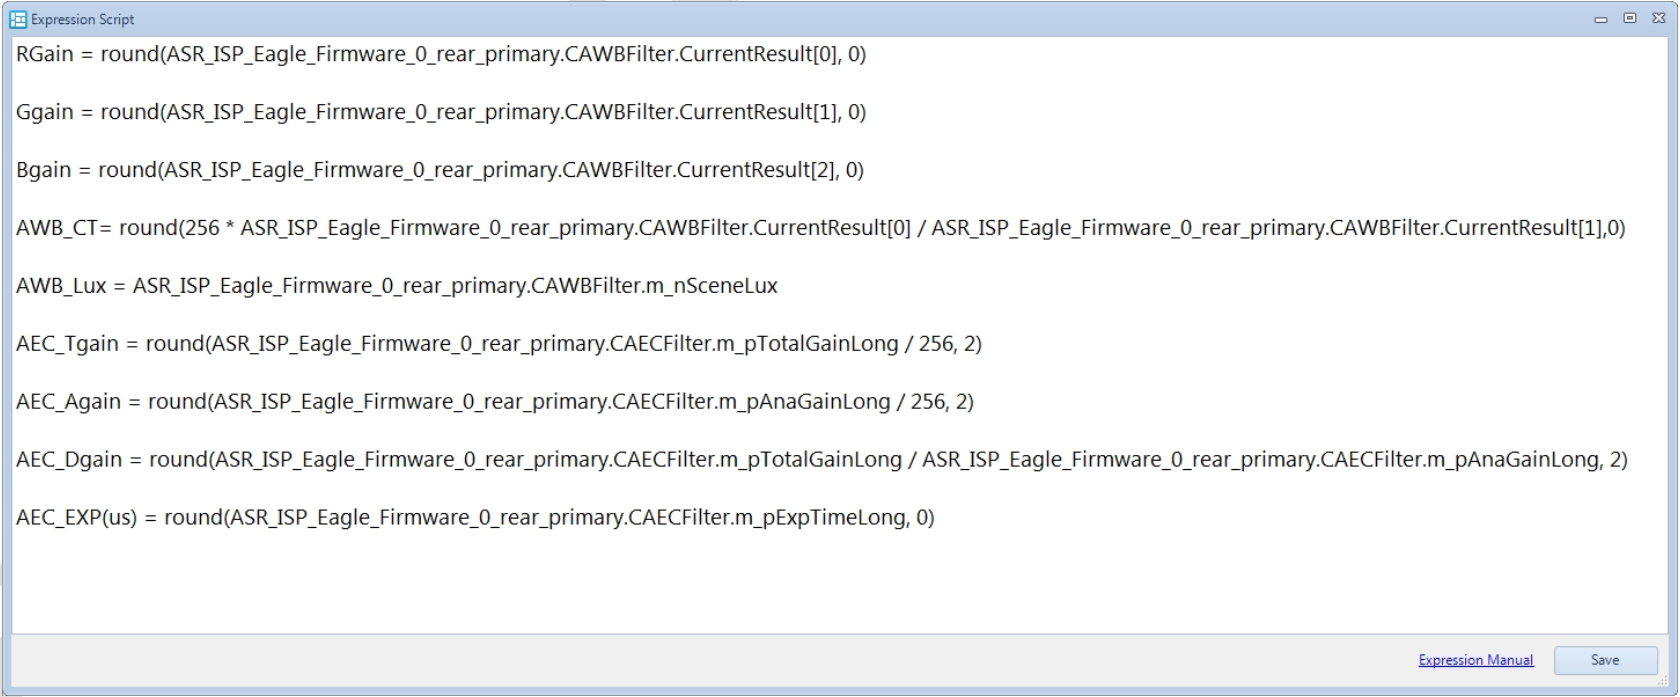 Expression Script
RGain = round(ASR_ISP_Eagle_Firmware_0_rear_primary.CAWBFilter.CurrentResult[0], 0)
Ggain = round(ASR_ISP_Eagle_Firmware_0_rear_primary.CAWBFilter.CurrentResult[1], 0)
Bgain = round(ASR_ISP_Eagle_Firmware_0_rear_primary.CAWBFilter.CurrentResult[2], 0)
AWB_CT= round(256 * ASR_ISP_Eagle_Firmware_0_rear_primary.CAWBFilter.CurrentResult[0] / ASR_ISP_Eagle_Firmware_0_rear_primary.CAWBFilter.CurrentResult[1],0)
AWB_Lux = ASR_ISP_Eagle_Firmware_0_rear_primary.CAWBFilter.m_nSceneLux
AEC_Tgain = round(ASR_ISP_Eagle_Firmware_0_rear_primary.CAECFilter.m_pTotalGainLong / 256, 2)
AEC_Again = round(ASR_ISP_Eagle_Firmware_0_rear_primary.CAECFilter.m_pAnaGainLong / 256, 2)
AEC_Dgain = round(ASR_ISP_Eagle_Firmware_0_rear_primary.CAECFilter.m_pTotalGainLong / ASR_ISP_Eagle_Firmware_0_rear_primary.CAECFilter.m_pAnaGainLong, 2)
AEC_EXP(us) = round(ASR_ISP_Eagle_Firmware_0_rear_primary.CAECFilter.m_pExpTimeLong, 0)
Expression Manual
Save